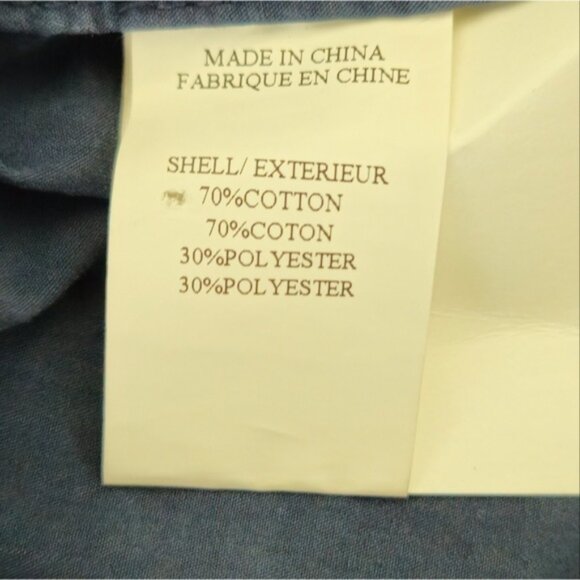 MADE IN CHINA
FABRIQUE EN CHINE
SHELL/ EXTERIEUR
70%COTTON
70%COTON
30%POLYESTER
30%POLYESTER